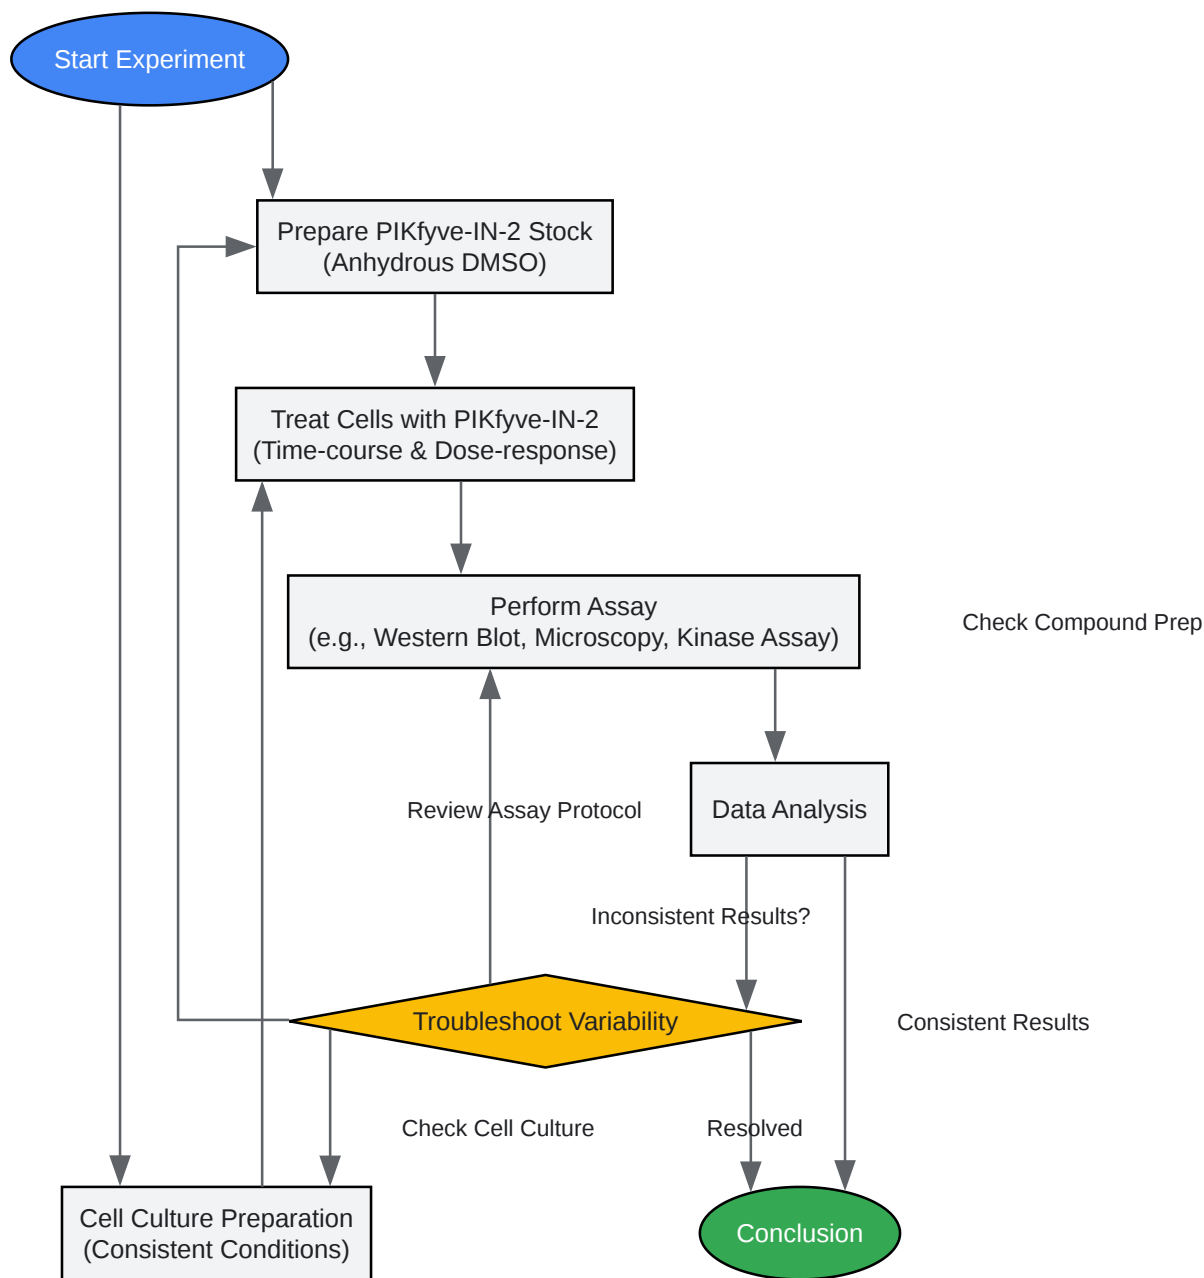 Start Experiment
Prepare PIKfyve-IN-2 Stock
(Anhydrous DMSO)
Treat Cells with PIKfyve-IN-2
(Time-course & Dose-response)
Perform Assay
(e.g., Western Blot, Microscopy, Kinase Assay)
Check Compound Prep
Review Assay Protocol
Data Analysis
Inconsistent Results?
Troubleshoot Variability
Consistent Results
Check Cell Culture
Resolved
Cell Culture Preparation
(Consistent Conditions)
Conclusion